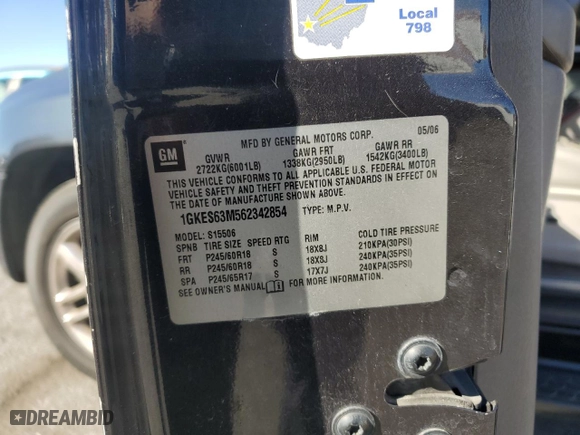 Local
798
GM
MFD BY GENERAL MOTORS CORP. 05/06
GVWR GAWR FRT GAWR RR
2722KG(6001LB) 1338KG(2950LB) 1542KG(3400LB)
THIS VEHICLE CONFORMS TO ALL APPLICABLE U.S. FEDERAL MOTOR
VEHICLE SAFETY AND THEFT PREVENTION STANDARDS IN EFFECT ON
THE DATE OF MANUFACTURE SHOWN ABOVE.
1GKES63M562342854 TYPE: M.P.V.
MODEL: S15506
SPNB TIRE SIZE SPEED RTG RIM COLD TIRE PRESSURE
FRT P245/60R18 S 18X8J 210KPA(30PSI)
RR P245/60R18 S 18X8J 240KPA(35PSI)
SPA P245/65R17 S 17X7J 240KPA(35PSI)
SEE OWNER'S MANUAL FOR MORE INFORMATION
DREAMBID